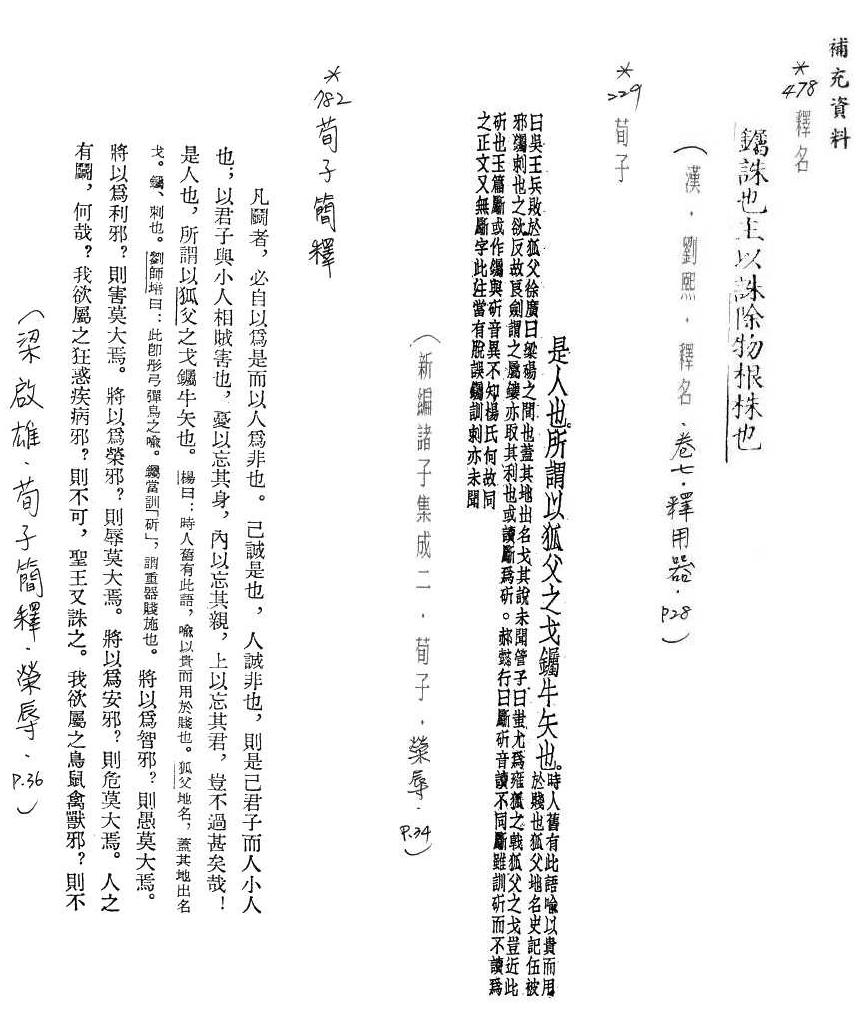 補充資料
*478 釋名
钃誅也主以誅除物根株也
（漢．劉熙．釋名．卷七．釋用器．P28）
*229 荀子
是人也。所謂以狐父之戈钃牛矢也。時人舊有此語喩以貴而用
於賤也狐父地名史記伍被
曰吳王兵敗於狐父徐廣曰梁碭之間也蓋其地出名戈其說未聞管子曰蚩尤爲雍狐之戟狐父之戈豈近此
邪钃刺也之欲反故良劍謂之屬鏤亦取其利也或讀斸爲斫。郝懿行曰斸斫音讀不同斸雖訓斫而不讀爲
斫也玉篇斸或作钃與斫音異不知楊氏何故同
之正文又無斸字此注當有脫誤钃訓刺亦未聞
（新編諸子集成二．荀子．榮辱．P.34）
*782 荀子簡釋
凡鬭者，必自以爲是而以人爲非也。己誠是也，人誠非也，則是己君子而人小人
也；以君子與小人相賊害也，憂以忘其身，內以忘其親，上以忘其君，豈不過甚矣哉！
是人也，所謂以狐父之戈钃牛矢也。楊曰：時人舊有此語，喩以貴而用於賤也。狐父地名，蓋其地出名
戈。钃、刺也。劉師培曰：此卽彤弓彈鳥之喩。钃當訓「斫」，謂重器賤施也。將以爲智邪？則愚莫大焉。
將以爲利邪？則害莫大焉。將以爲榮邪？則辱莫大焉。將以爲安邪？則危莫大焉。人之
有鬭，何哉？我欲屬之狂惑疾病邪？則不可，聖王又誅之。我欲屬之鳥鼠禽獸邪？則不
（梁啟雄．荀子簡釋．榮辱．P.36）